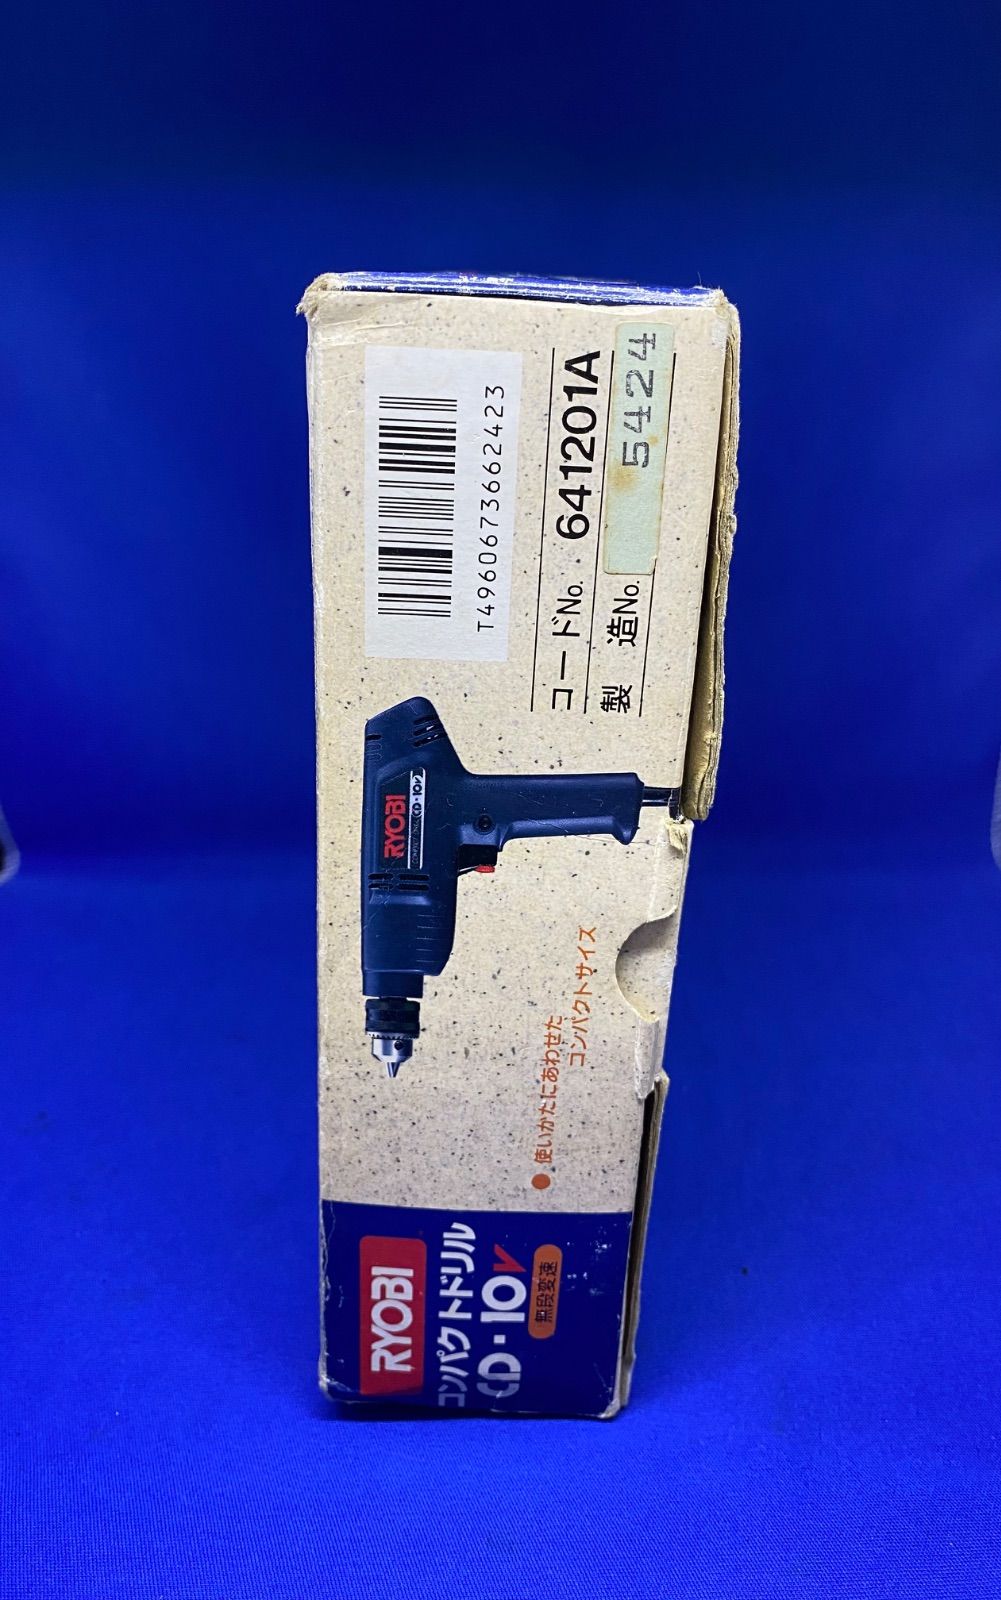 RYOBI
コンパクトドリル
CD・10V
無段変速
● 使いかたにあわせた
コンパクトサイズ
RYOBI
COMPACT DRILL CD・10V
T4960673662423
コードNo. 641201A
製造No. 5424